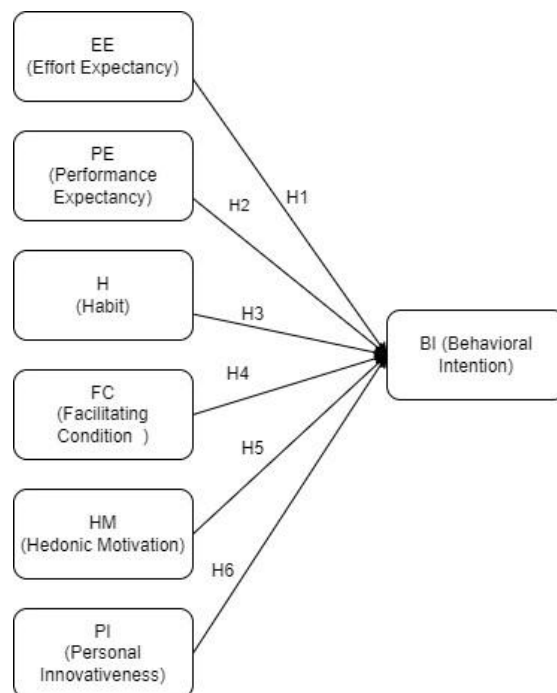 EE
(Effort Expectancy)
PE
(Performance
Expectancy)
H
(Habit)
FC
(Facilitating
Condition  )
HM
(Hedonic Motivation)
PI
(Personal
Innovativeness)
H1
H2
H3
H4
H5
H6
BI (Behavioral
Intention)